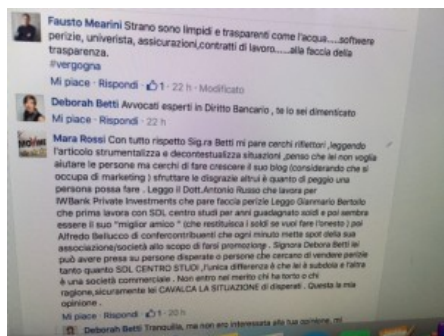 Fausto Mearini Strano sono limpidi e trasparenti come l'acqua.....softwere
perizie, univerista, assicurazioni,contratti di lavoro.....alla faccia della
trasparenza.
#vergogna
Mi piace · Rispondi · 1 · 22 h · Modificato
Deborah Betti Avvocati esperti in Diritto Bancario , te lo sei dimenticato
Mi piace · Rispondi · 22 h
Mara Rossi Con tutto rispetto Sig.ra Betti mi pare cerchi riflettori ,leggendo
l'articolo strumentalizza e decontestualizza situazioni ,penso che lei non voglia
aiutare le persone ma cerchi di fare crescere il suo blog (considerando che si
occupa di marketing ) sfruttare le disgrazie altrui è quanto di peggio una
persona possa fare . Leggo il Dott.Antonio Russo che lavora per
IWBank Private Investments che pare faccia perizie Leggo Gianmario Bertollo
che prima lavora con SDL centro studi per anni guadagnato soldi e poi sembra
essere il suo "miglior amico " (che restituisca i soldi se vuol fare l'onesto ) poi
Alfredo Bellucco di confercontribuenti che ogni minuto mette spot della sua
associazione/società allo scopo di farsi promozione . Signora Debora Betti lei
può avere presa su persone disperate o persone che cercano di vendere perizie
tanto quanto SDL CENTRO STUDI ,l'unica differenza è che lei è subdola e l'altra
è una società commerciale . Non entro nel merito chi ha torto o chi
ragione,sicuramente lei CAVALCA LA SITUAZIONE di disperati . Questa la mia
opinione .
Mi piace · Rispondi · 1 · 20 h
Deborah Betti Tranquilla, ma non ero interessata alla tua opinione, mi